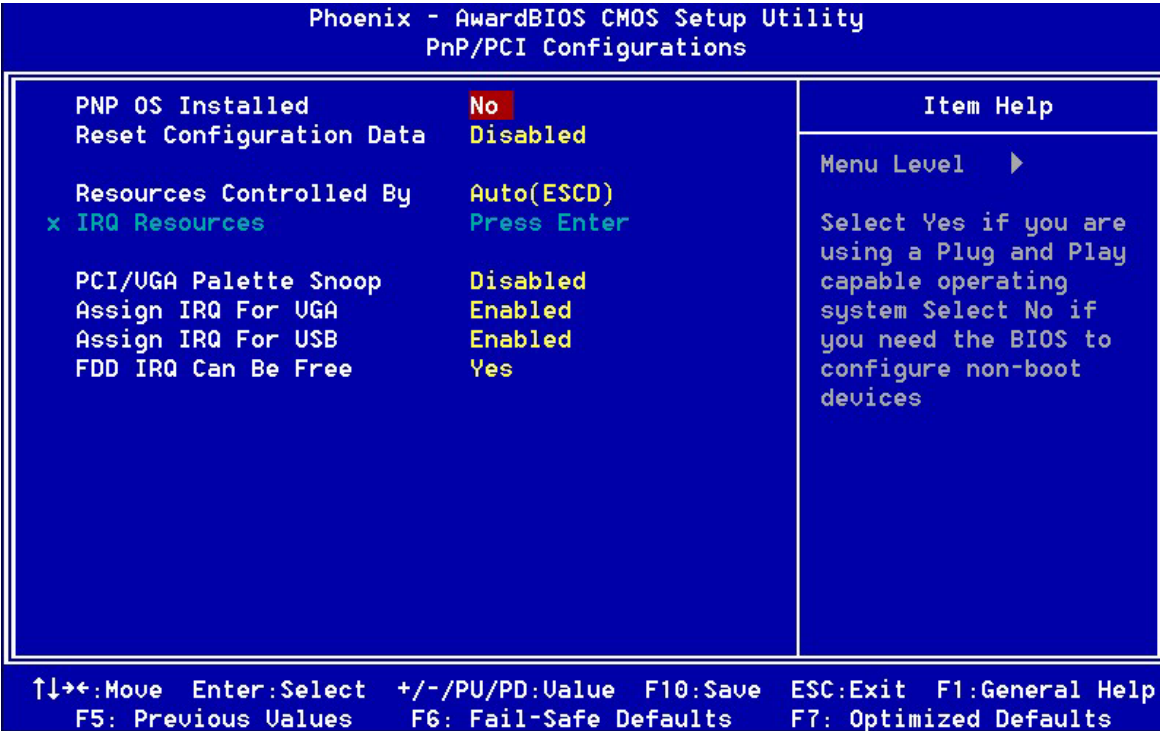 Phoenix - AwardBIOS CMOS Setup Utility
PnP/PCI Configurations
PNP OS Installed No
Reset Configuration Data Disabled
Resources Controlled By Auto(ESCD)
x IRQ Resources Press Enter
PCI/VGA Palette Snoop Disabled
Assign IRQ For VGA Enabled
Assign IRQ For USB Enabled
FDD IRQ Can Be Free Yes
Item Help
Menu Level ▶
Select Yes if you are
using a Plug and Play
capable operating
system Select No if
you need the BIOS to
configure non-boot
devices
↑↓→←:Move Enter:Select +/-/PU/PD:Value F10:Save ESC:Exit F1:General Help
F5: Previous Values F6: Fail-Safe Defaults F7: Optimized Defaults